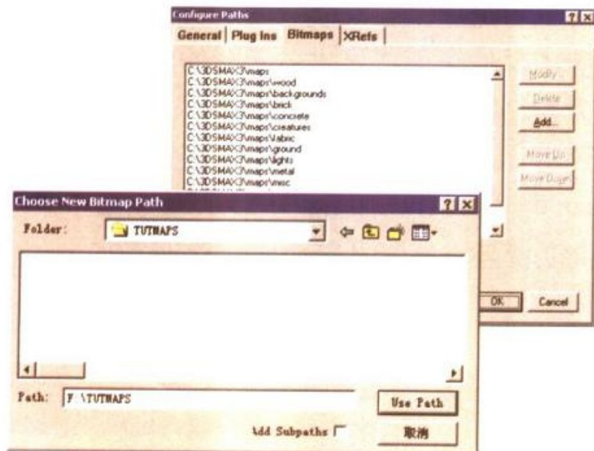 Configure Paths
General Plug Ins Bitmaps XRefs
C:\3DSMAX3\maps
C:\3DSMAX3\maps\wood
C:\3DSMAX3\maps\backgrounds
C:\3DSMAX3\maps\brick
C:\3DSMAX3\maps\concrete
C:\3DSMAX3\maps\creatures
C:\3DSMAX3\maps\fabric
C:\3DSMAX3\maps\ground
C:\3DSMAX3\maps\lights
C:\3DSMAX3\maps\metal
C:\3DSMAX3\maps\misc
Modify...
Delete
Add...
Move Up
Move Down
OK Cancel
Choose New Bitmap Path
Folder: TUTMAPS
Path: F:\TUTMAPS
Use Path
Add Subpaths
取消